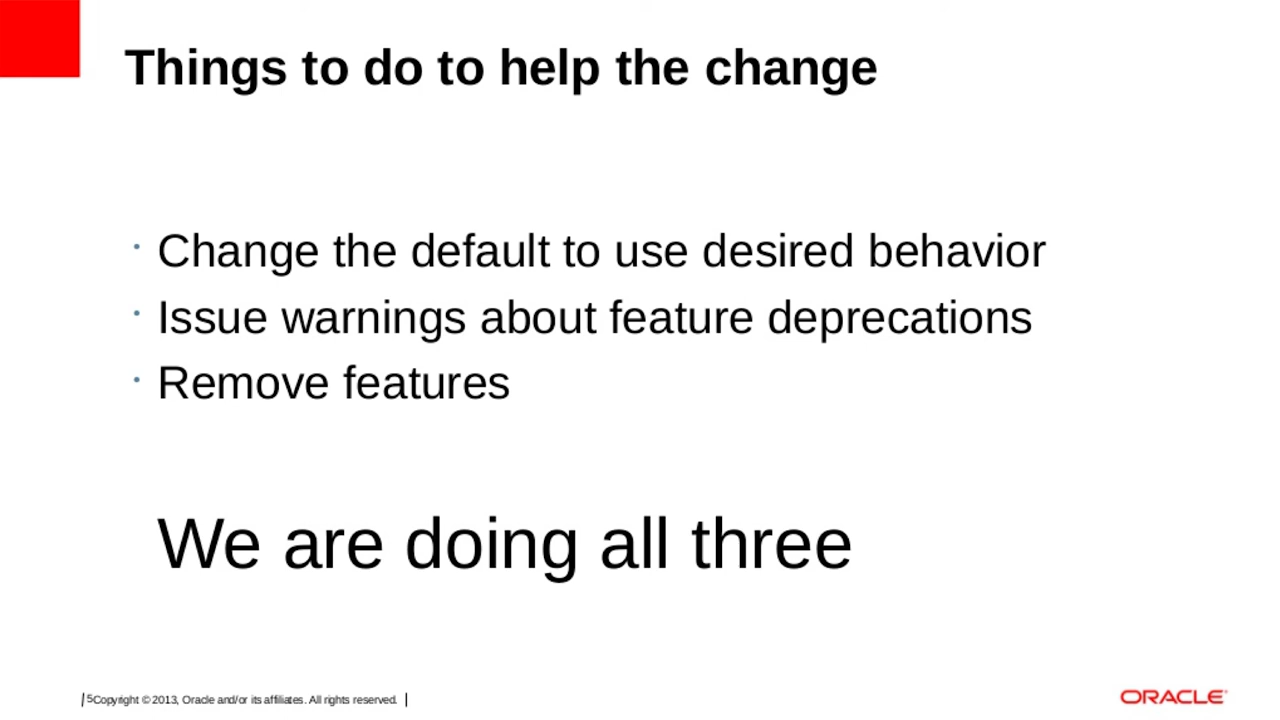 Things to do to help the change
· Change the default to use desired behavior
· Issue warnings about feature deprecations
· Remove features
We are doing all three
5 Copyright © 2013, Oracle and/or its affiliates. All rights reserved.
ORACLE®